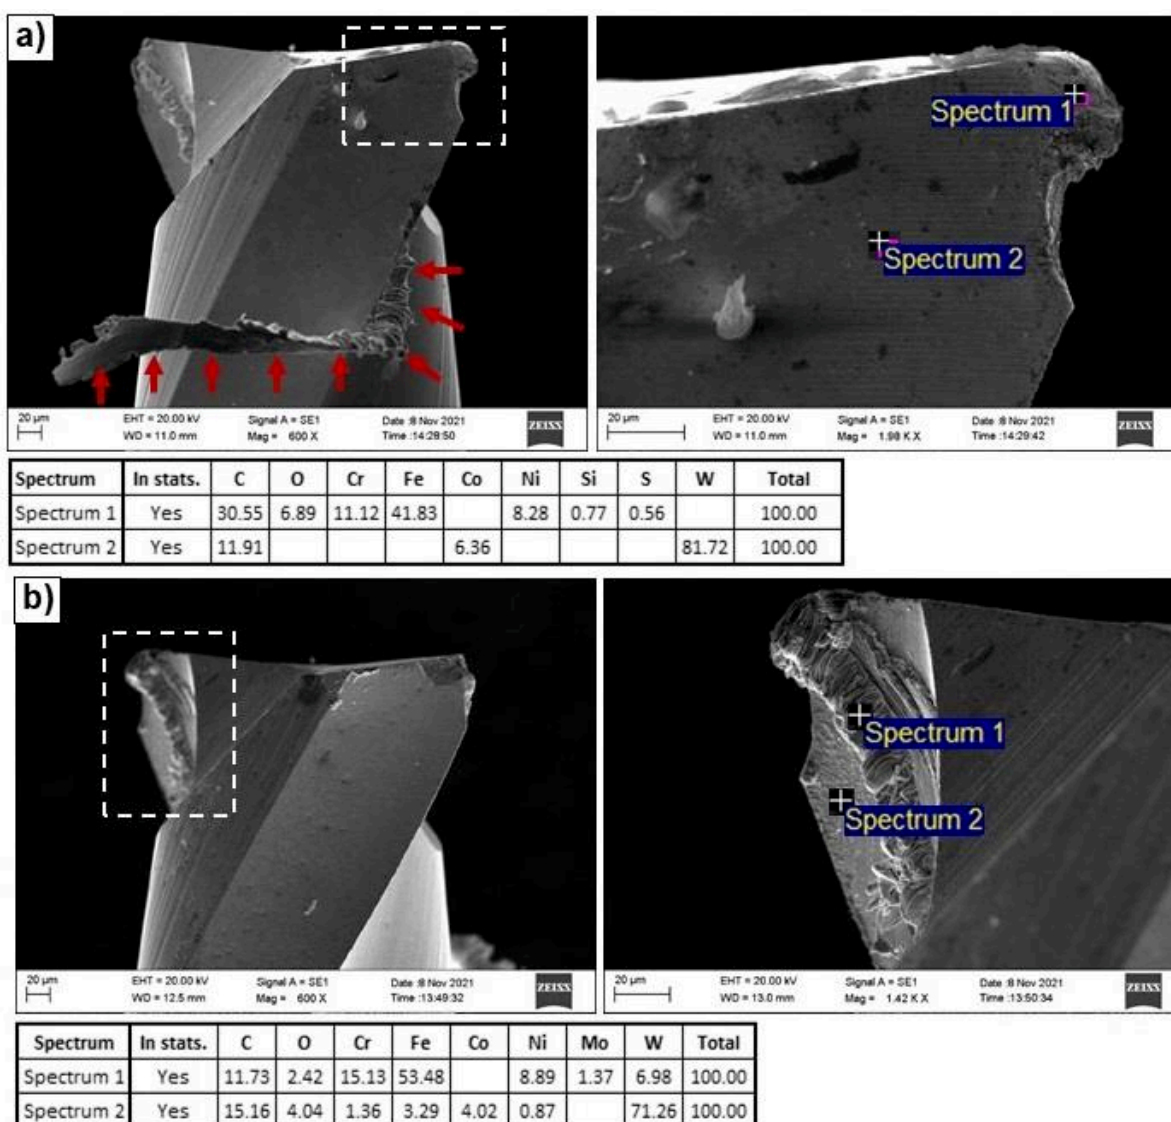 a)
Spectrum 1
Spectrum 2
20 µm EHT = 20.00 kV Signal A = SE1 Date :8 Nov 2021
WD = 11.0 mm Mag = 600 X Time :14:28:50 ZEISS
20 µm EHT = 20.00 kV Signal A = SE1 Date :8 Nov 2021
WD = 11.0 mm Mag = 1.98 K X Time :14:29:42 ZEISS
Spectrum In stats. C O Cr Fe Co Ni Si S W Total
Spectrum 1 Yes 30.55 6.89 11.12 41.83 8.28 0.77 0.56 100.00
Spectrum 2 Yes 11.91 6.36 81.72 100.00
b)
Spectrum 1
Spectrum 2
20 µm EHT = 20.00 kV Signal A = SE1 Date :8 Nov 2021
WD = 12.5 mm Mag = 600 X Time :13:49:32 ZEISS
20 µm EHT = 20.00 kV Signal A = SE1 Date :8 Nov 2021
WD = 13.0 mm Mag = 1.42 K X Time :13:50:34 ZEISS
Spectrum In stats. C O Cr Fe Co Ni Mo W Total
Spectrum 1 Yes 11.73 2.42 15.13 53.48 8.89 1.37 6.98 100.00
Spectrum 2 Yes 15.16 4.04 1.36 3.29 4.02 0.87 71.26 100.00